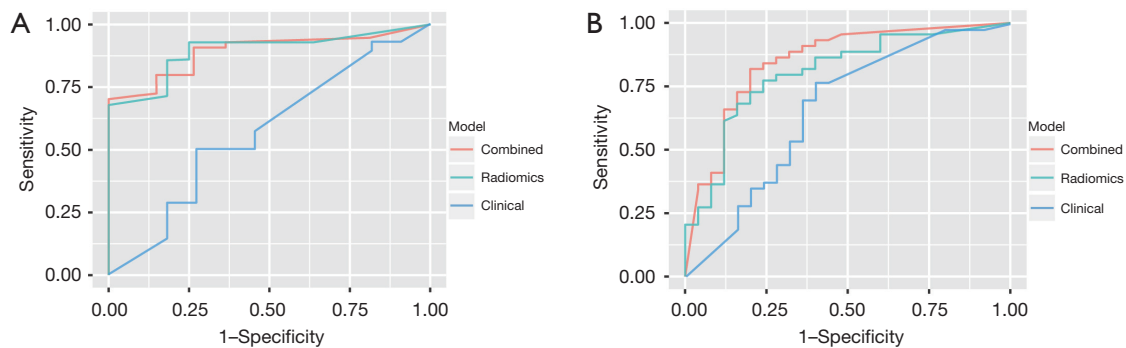 A
1.00
0.75
0.50
0.25
0.00
Sensitivity
0.00 0.25 0.50 0.75 1.00
1–Specificity
Model
Combined
Radiomics
Clinical
B
1.00
0.75
0.50
0.25
0.00
Sensitivity
0.00 0.25 0.50 0.75 1.00
1–Specificity
Model
Combined
Radiomics
Clinical